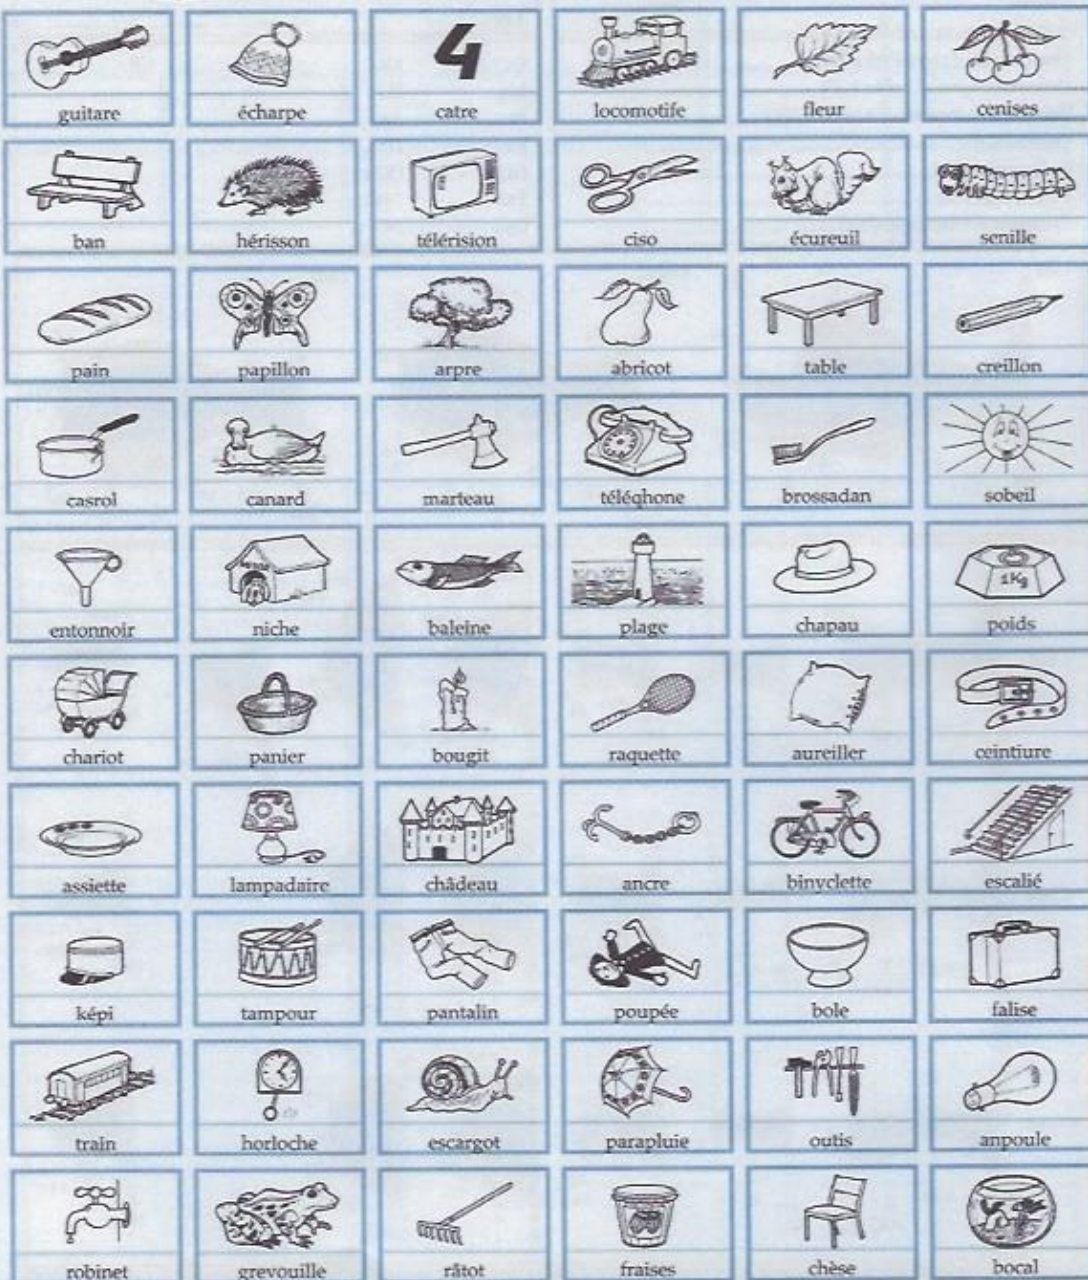 4
guitare écharpe catre locomotife fleur cenises
ban hérisson télérision ciso écureuil senille
pain papillon arpre abricot table creillon
casrol canard marteau téléqhone brossadan sobeil
1Kg
entonnoir niche baleine plage chapau poids
chariot panier bougit raquette aureiller ceintiure
assiette lampadaire châdeau ancre binyclette escalié
képi tampour pantalin poupée bole falise
train horloche escargot parapluie outis anpoule
robinet grevouille râtot fraises chèse bocal